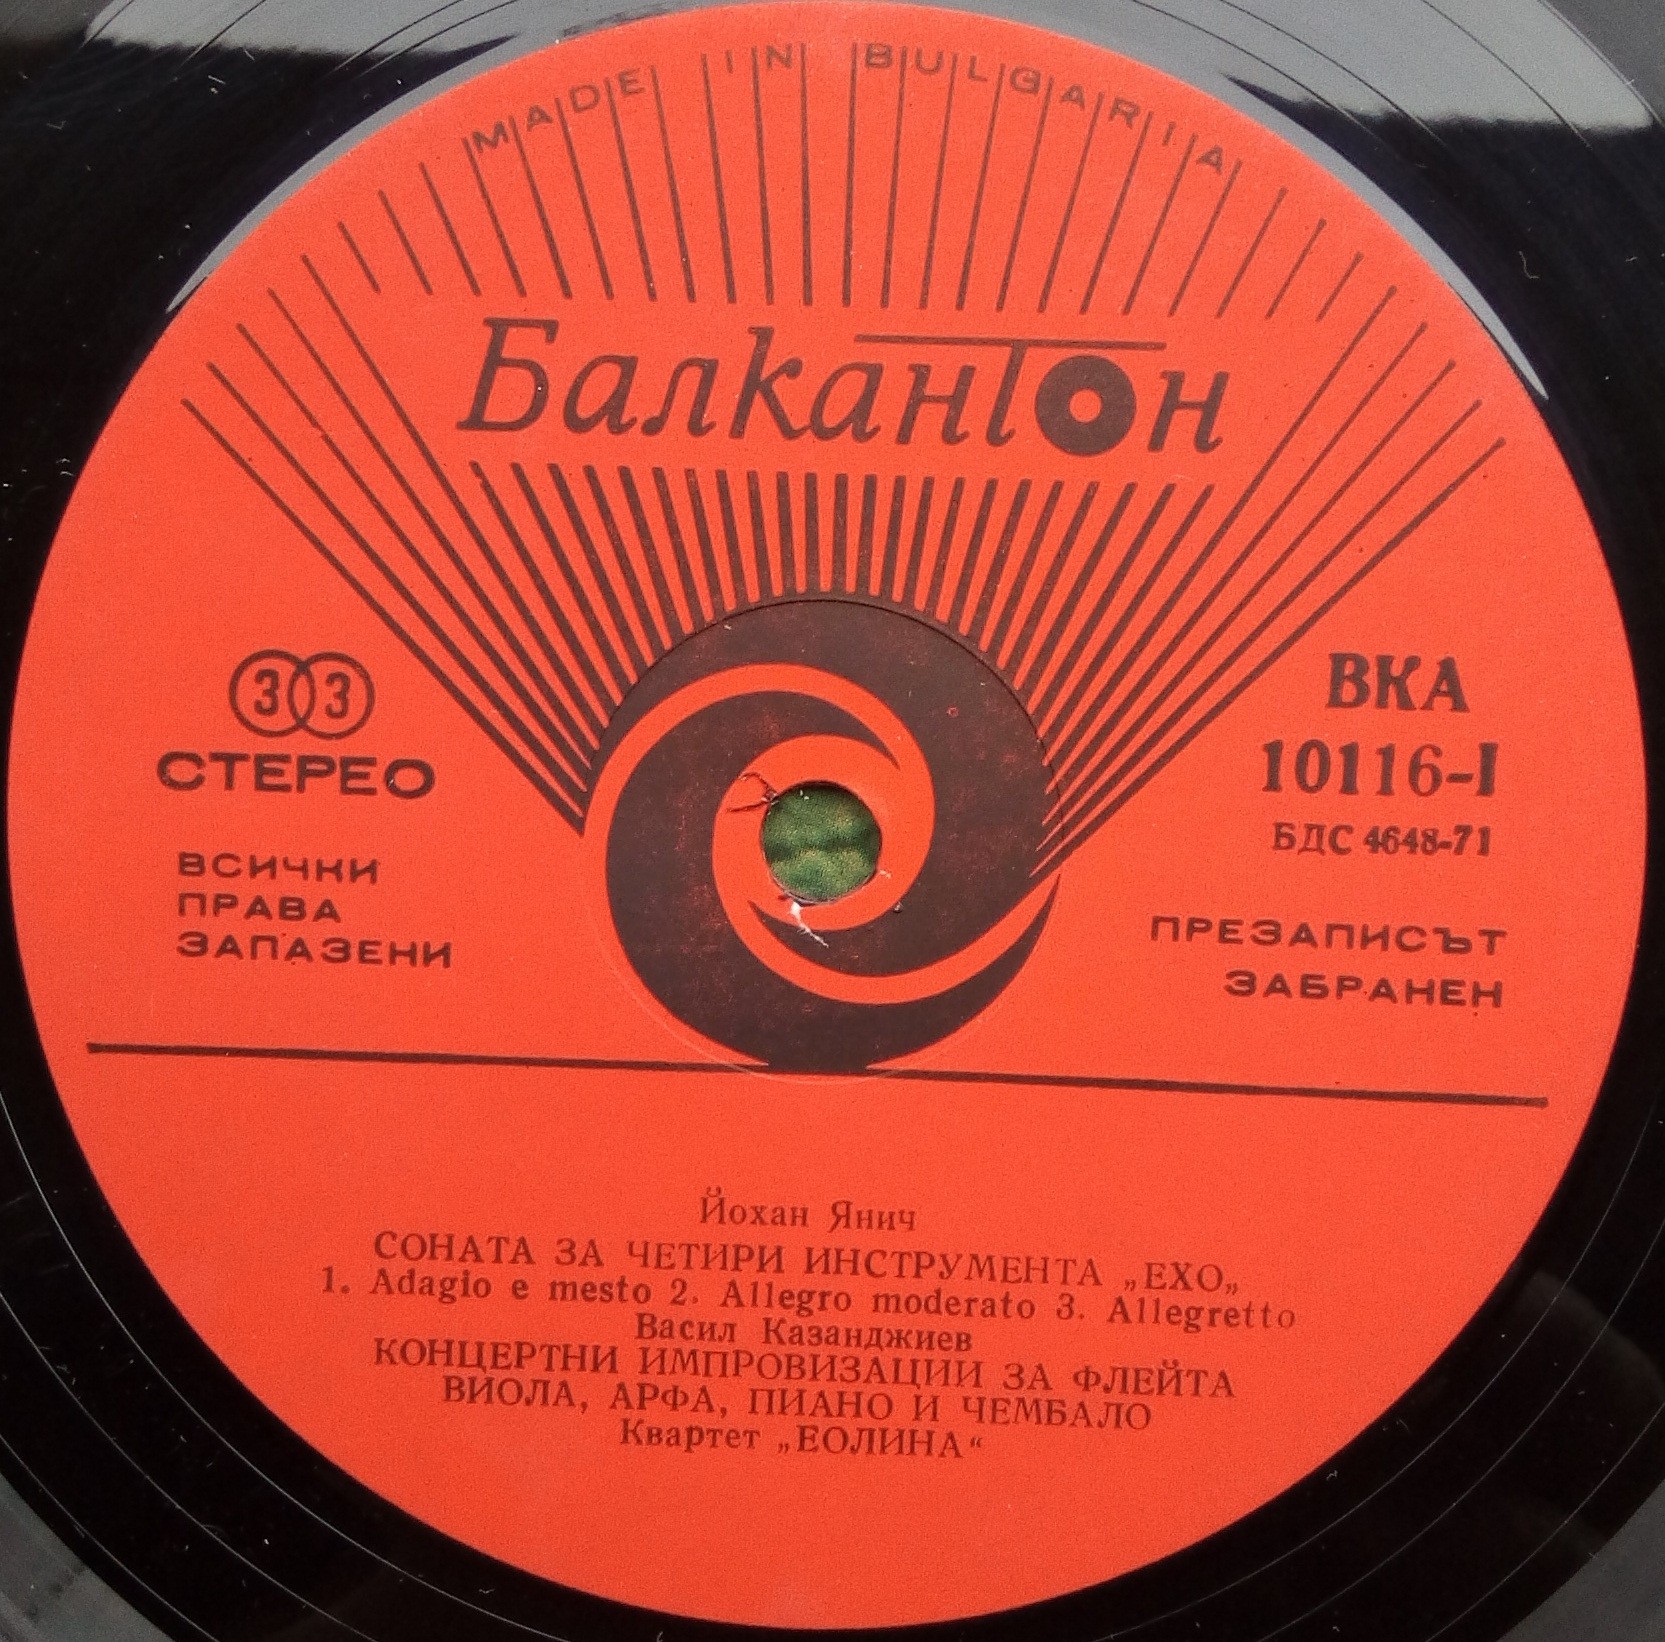 MADE IN BULGARIA
Балкантон
33
СТЕРЕО
ВСИЧКИ
ПРАВА
ЗАПАЗЕНИ
ВКА
10116-I
БДС 4648-71
ПРЕЗАПИСЪТ
ЗАБРАНЕН
Йохан Янич
СОНАТА ЗА ЧЕТИРИ ИНСТРУМЕНТА „ЕХО„
1. Adagio e mesto 2. Allegro moderato 3. Allegretto
Васил Казанджиев
КОНЦЕРТНИ ИМПРОВИЗАЦИИ ЗА ФЛЕЙТА
ВИОЛА, АРФА, ПИАНО И ЧЕМБАЛО
Квартет „ЕОЛИНА“